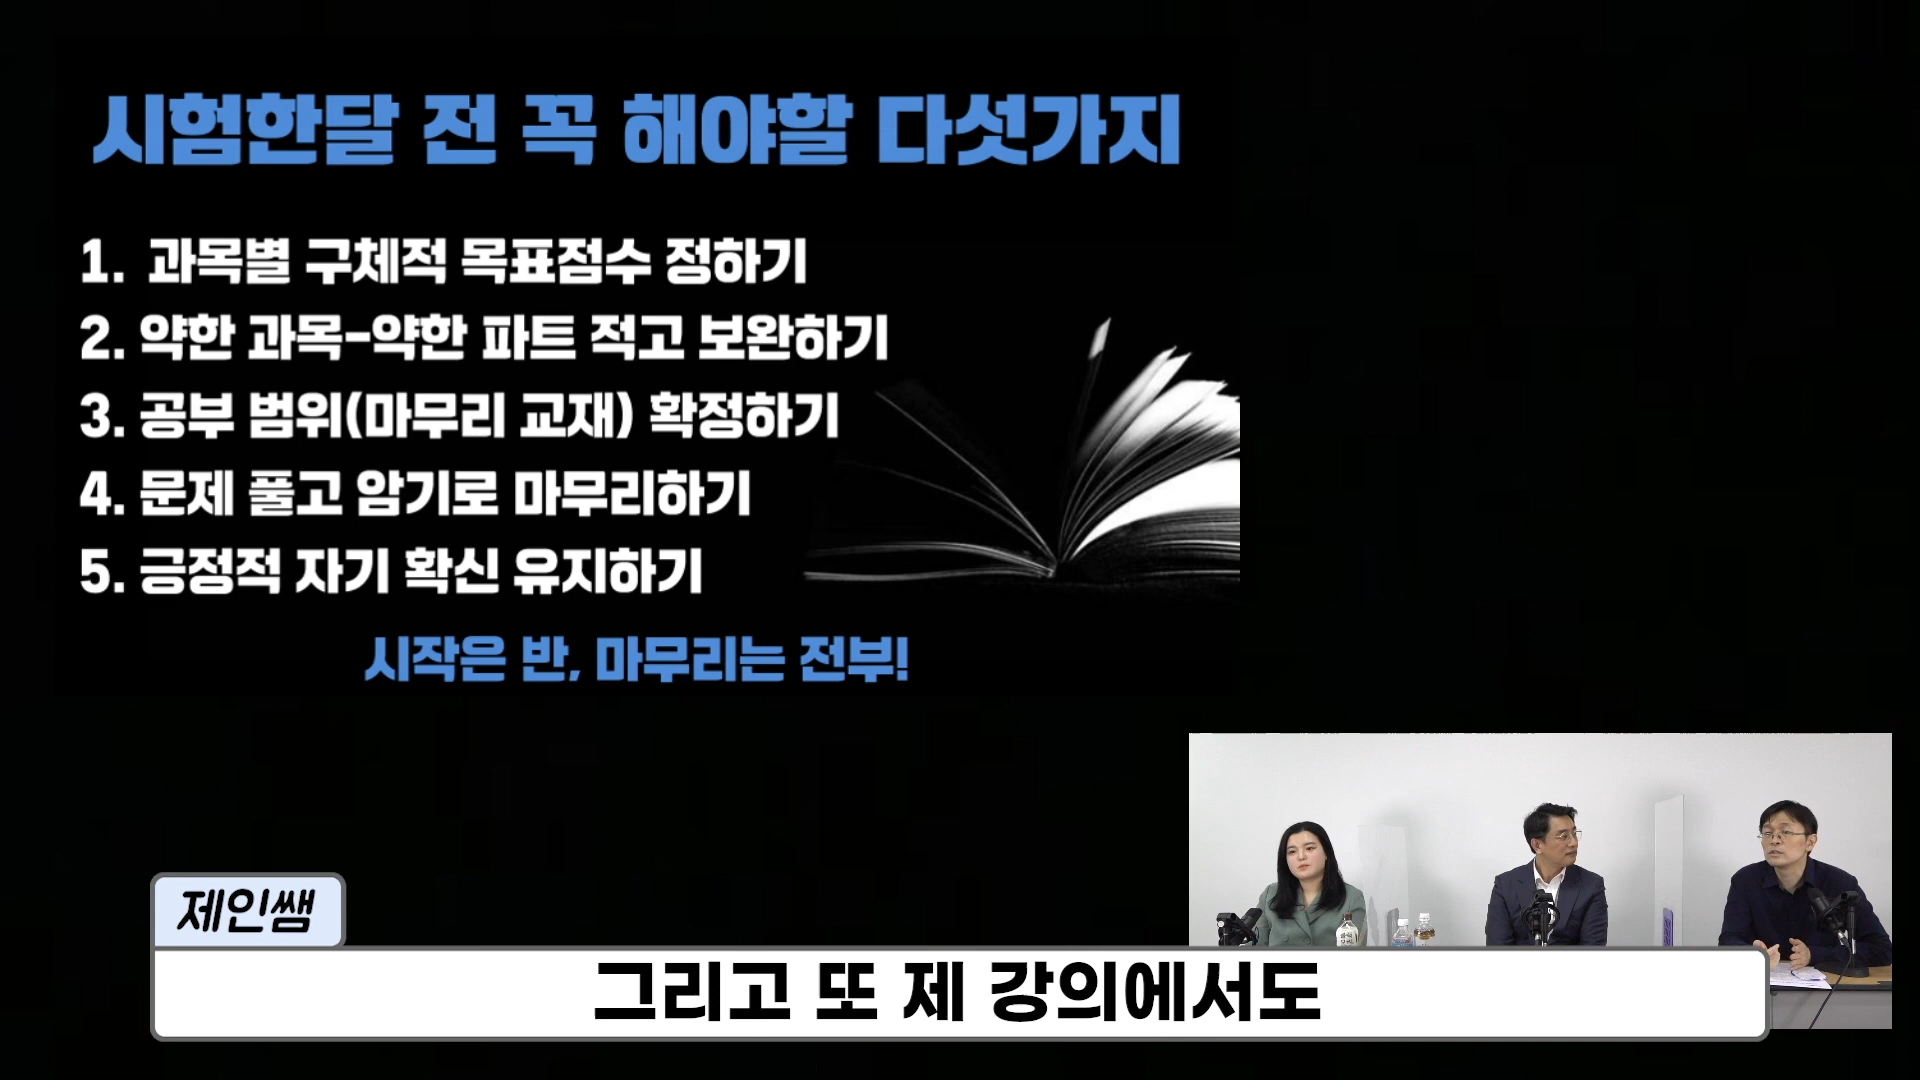 시험한달 전 꼭 해야할 다섯가지
1. 과목별 구체적 목표점수 정하기
2. 약한 과목-약한 파트 적고 보완하기
3. 공부 범위(마무리 교재) 확정하기
4. 문제 풀고 암기로 마무리하기
5. 긍정적 자기 확신 유지하기
시작은 반, 마무리는 전부!
제인쌤
그리고 또 제 강의에서도